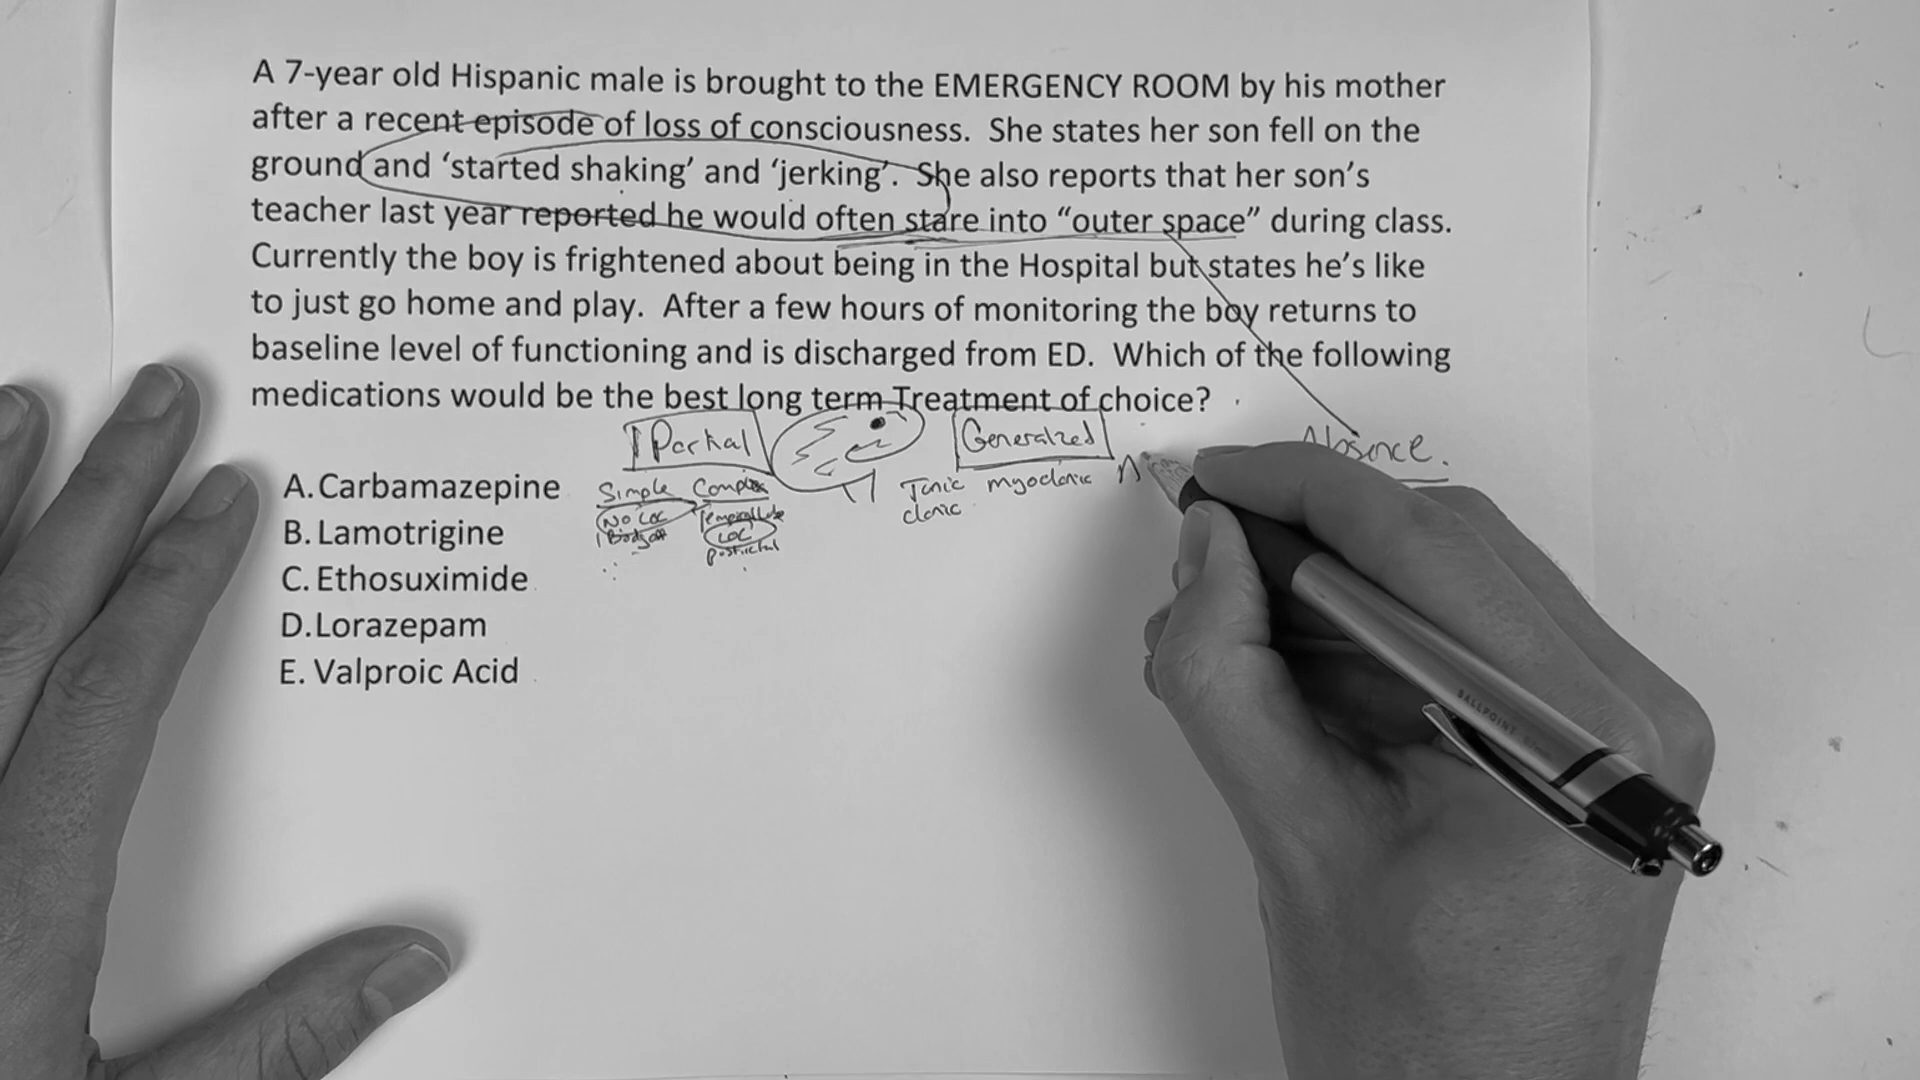 A 7-year old Hispanic male is brought to the EMERGENCY ROOM by his mother
after a recent episode of loss of consciousness. She states her son fell on the
ground and ‘started shaking’ and ‘jerking’. She also reports that her son’s
teacher last year reported he would often stare into “outer space” during class.
Currently the boy is frightened about being in the Hospital but states he’s like
to just go home and play. After a few hours of monitoring the boy returns to
baseline level of functioning and is discharged from ED. Which of the following
medications would be the best long term Treatment of choice?
Partial
Generalized
Absence.
Simple Complex
Tonic myoclonic
clonic
No LOC
LOC
A. Carbamazepine
B. Lamotrigine
C. Ethosuximide
D. Lorazepam
E. Valproic Acid
BALLPOINT